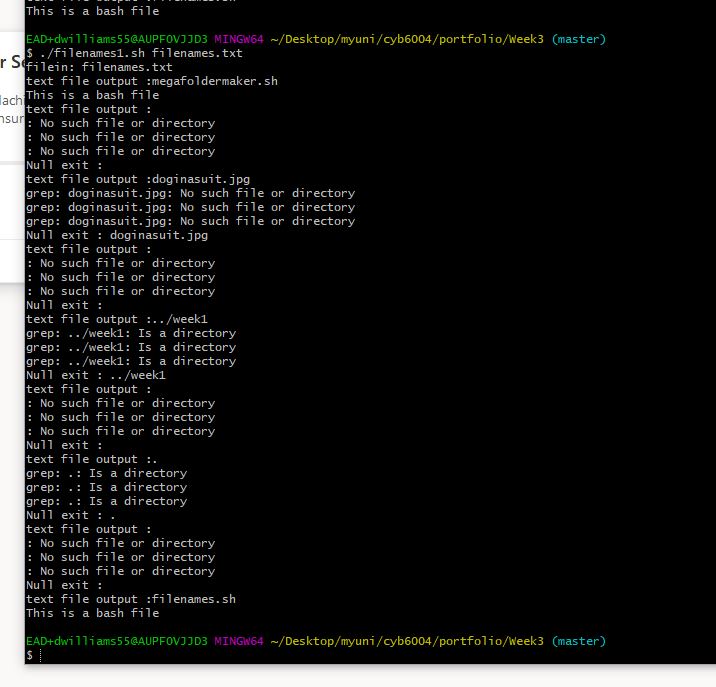 This is a bash file
EAD+dwilliams55@AUPF0VJJD3 MINGW64 ~/Desktop/myuni/cyb6004/portfolio/Week3 (master)
$ ./filenames1.sh filenames.txt
filein: filenames.txt
text file output :megafoldermaker.sh
This is a bash file
text file output :
: No such file or directory
: No such file or directory
: No such file or directory
Null exit :
text file output :doginasuit.jpg
grep: doginasuit.jpg: No such file or directory
grep: doginasuit.jpg: No such file or directory
grep: doginasuit.jpg: No such file or directory
Null exit : doginasuit.jpg
text file output :
: No such file or directory
: No such file or directory
: No such file or directory
Null exit :
text file output :../week1
grep: ../week1: Is a directory
grep: ../week1: Is a directory
grep: ../week1: Is a directory
Null exit : ../week1
text file output :
: No such file or directory
: No such file or directory
: No such file or directory
Null exit :
text file output :.
grep: .: Is a directory
grep: .: Is a directory
grep: .: Is a directory
Null exit : .
text file output :
: No such file or directory
: No such file or directory
: No such file or directory
Null exit :
text file output :filenames.sh
This is a bash file
EAD+dwilliams55@AUPF0VJJD3 MINGW64 ~/Desktop/myuni/cyb6004/portfolio/Week3 (master)
$